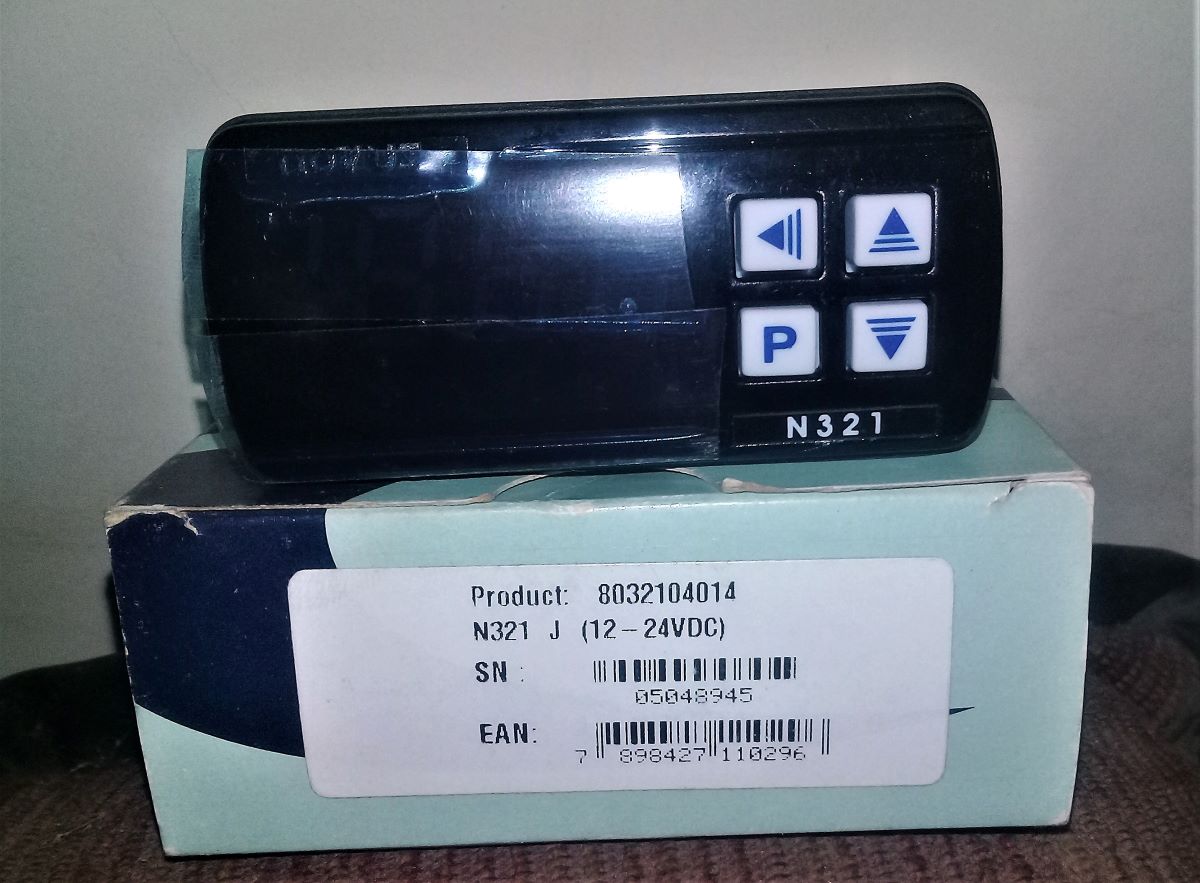 P
N321
Product: 8032104014
N321 J (12-24VDC)
SN :
05048945
EAN:
7 898427 110296